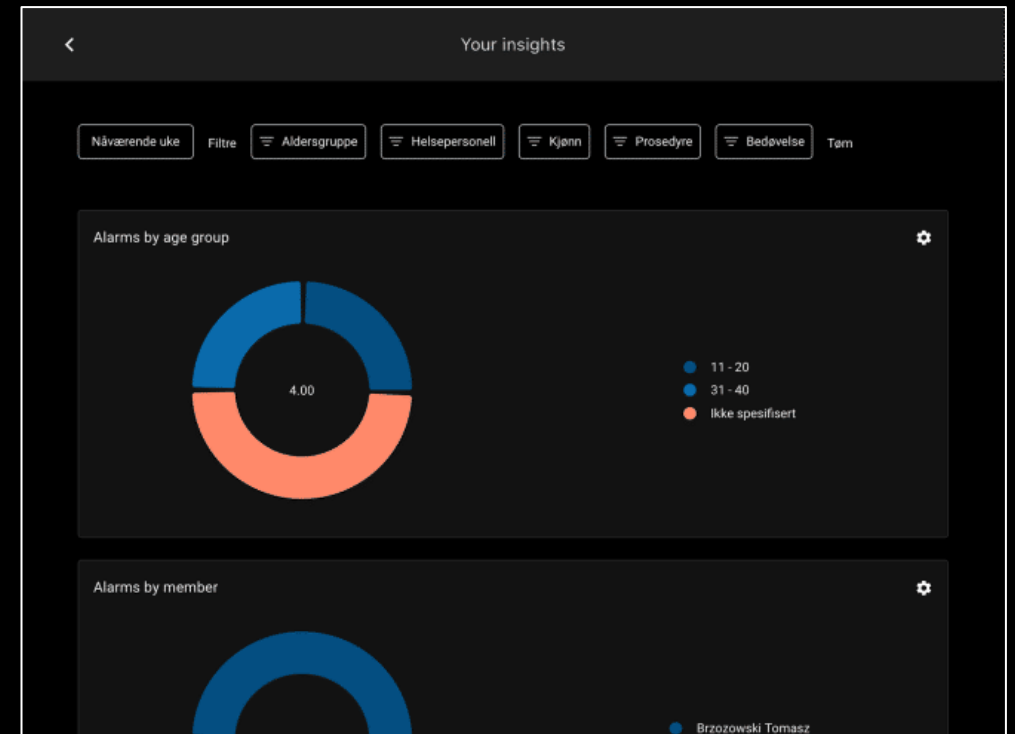 Your insights
Nåværende uke Filtre Aldersgruppe Helsepersonell Kjønn Prosedyre Bedøvelse Tøm
Alarms by age group
4.00
11 - 20
31 - 40
Ikke spesifisert
Alarms by member
Brzozowski Tomasz